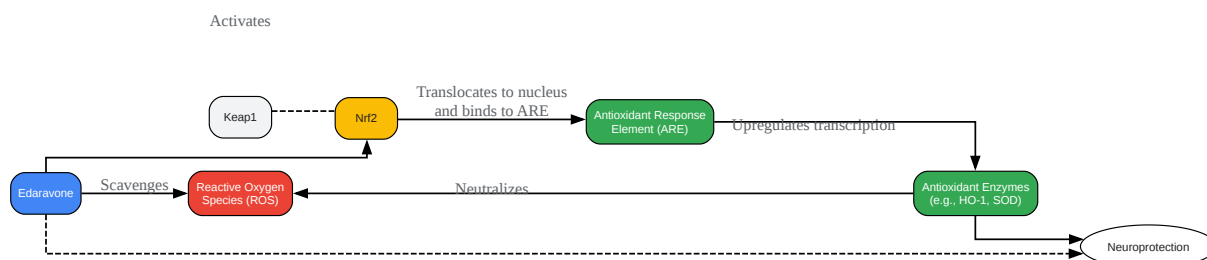 Activates
Translocates to nucleus
and binds to ARE
Keap1
Nrf2
Antioxidant Response
Element (ARE)
Upregulates transcription
Edaravone
Scavenges
Reactive Oxygen
Species (ROS)
Neutralizes
Antioxidant Enzymes
(e.g., HO-1, SOD)
Neuroprotection